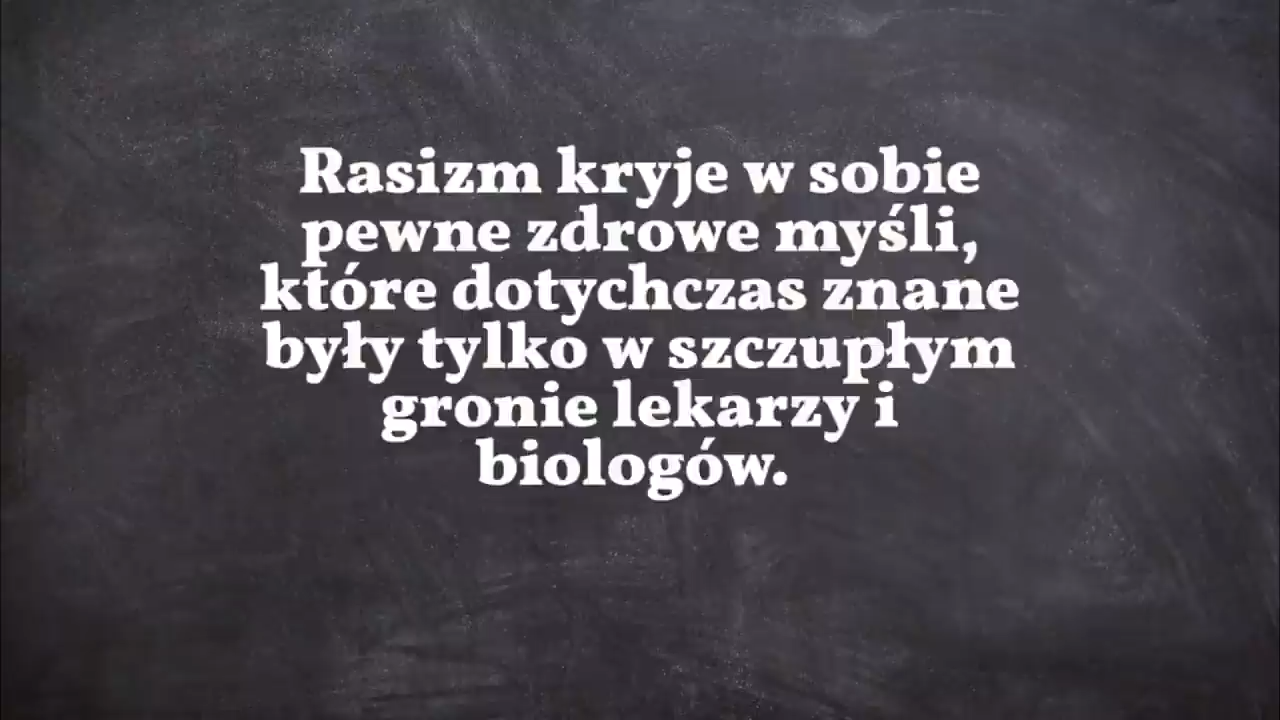 Rasizm kryje w sobie
pewne zdrowe myśli,
które dotychczas znane
były tylko w szczupłym
gronie lekarzy i
biologów.